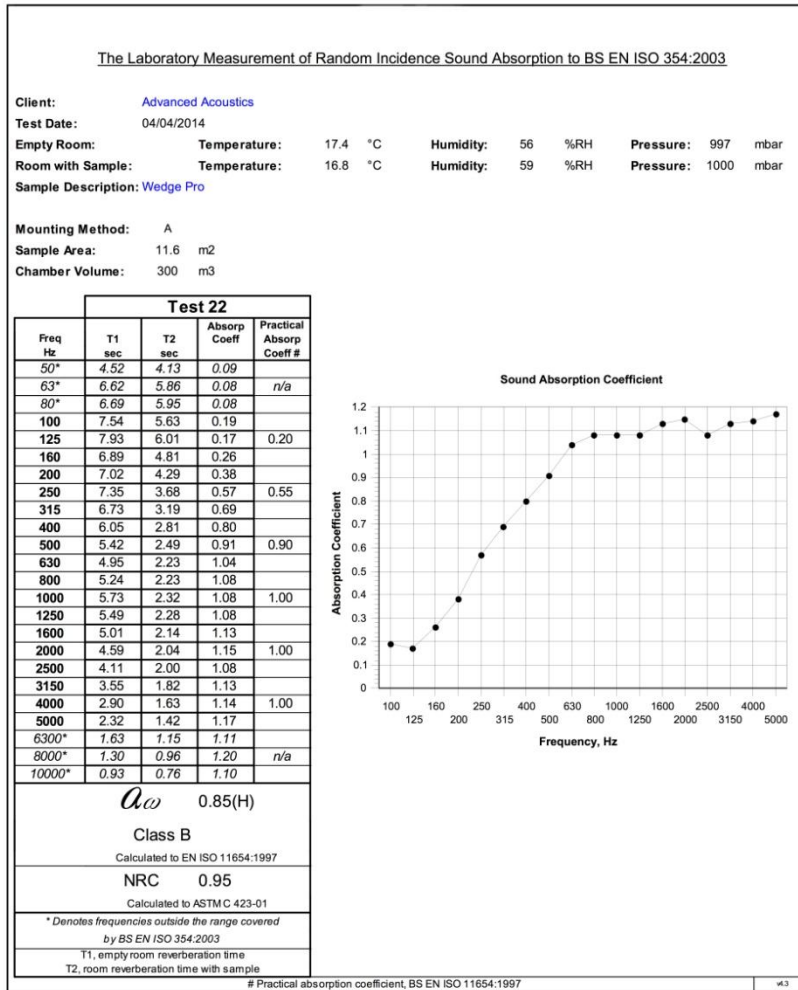 The Laboratory Measurement of Random Incidence Sound Absorption to BS EN ISO 354:2003
Client: Advanced Acoustics
Test Date: 04/04/2014
Empty Room: Temperature: 17.4 °C Humidity: 56 %RH Pressure: 997 mbar
Room with Sample: Temperature: 16.8 °C Humidity: 59 %RH Pressure: 1000 mbar
Sample Description: Wedge Pro
Mounting Method: A
Sample Area: 11.6 m2
Chamber Volume: 300 m3
Test 22
Freq Hz T1 sec T2 sec Absorp Coeff Practical Absorp Coeff #
50* 4.52 4.13 0.09
63* 6.62 5.86 0.08 n/a
80* 6.69 5.95 0.08
100 7.54 5.63 0.19
125 7.93 6.01 0.17 0.20
160 6.89 4.81 0.26
200 7.02 4.29 0.38
250 7.35 3.68 0.57 0.55
315 6.73 3.19 0.69
400 6.05 2.81 0.80
500 5.42 2.49 0.91 0.90
630 4.95 2.23 1.04
800 5.24 2.23 1.08
1000 5.73 2.32 1.08 1.00
1250 5.49 2.28 1.08
1600 5.01 2.14 1.13
2000 4.59 2.04 1.15 1.00
2500 4.11 2.00 1.08
3150 3.55 1.82 1.13
4000 2.90 1.63 1.14 1.00
5000 2.32 1.42 1.17
6300* 1.63 1.15 1.11
8000* 1.30 0.96 1.20 n/a
10000* 0.93 0.76 1.10
aω 0.85(H)
Class B
Calculated to EN ISO 11654:1997
NRC 0.95
Calculated to ASTM C 423-01
* Denotes frequencies outside the range covered
by BS EN ISO 354:2003
T1, empty room reverberation time
T2, room reverberation time with sample
Sound Absorption Coefficient
Absorption Coefficient
1.2
1.1
1
0.9
0.8
0.7
0.6
0.5
0.4
0.3
0.2
0.1
0
100 160 250 400 630 1000 1600 2500 4000
125 200 315 500 800 1250 2000 3150 5000
Frequency, Hz
# Practical absorption coefficient, BS EN ISO 11654:1997
v4.3